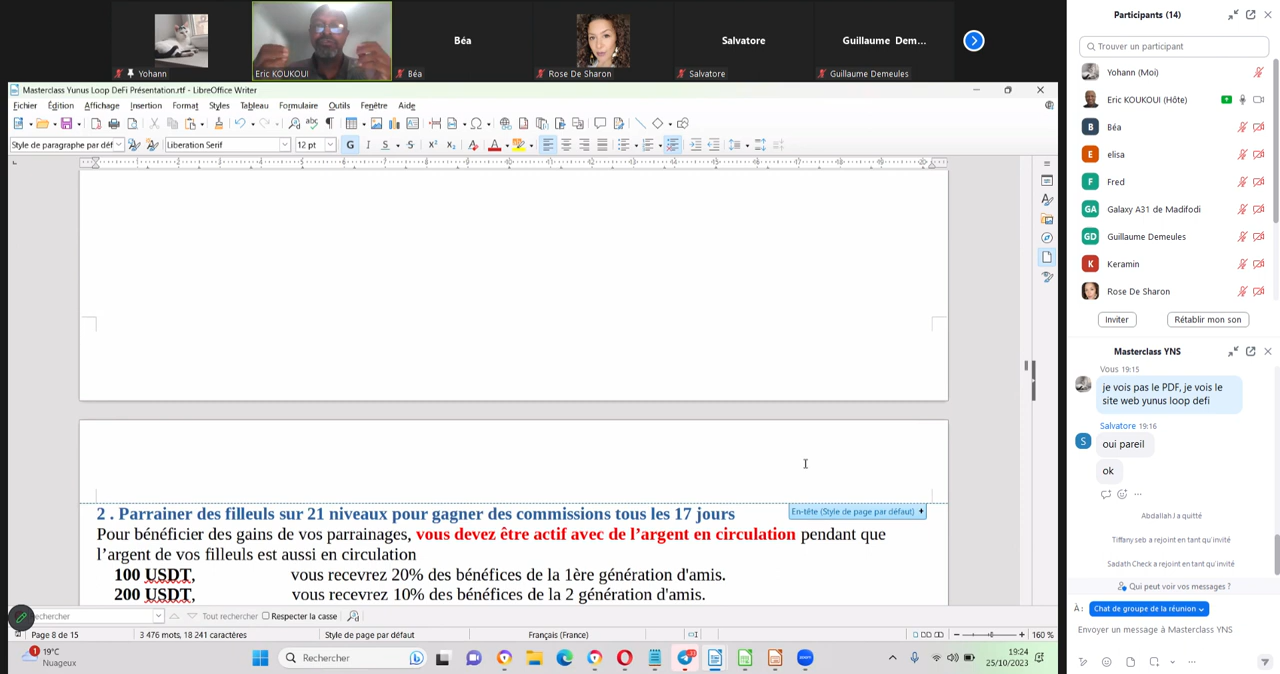 Yohann
Eric KOUKOUI
Béa
Béa
Rose De Sharon
Salvatore
Salvatore
Guillaume Dem...
Guillaume Demeules
Masterclass Yunus Loop DeFi Présentation.rtf - LibreOffice Writer
Fichier Édition Affichage Insertion Format Styles Tableau Formulaire Outils Fenêtre Aide
Style de paragraphe par déf
Liberation Serif
12 pt
G I S S
2 . Parrainer des filleuls sur 21 niveaux pour gagner des commissions tous les 17 jours
En-tête (Style de page par défaut) +
Pour bénéficier des gains de vos parrainages, vous devez être actif avec de l’argent en circulation pendant que
l’argent de vos filleuls est aussi en circulation
100 USDT, vous recevrez 20% des bénéfices de la 1ère génération d'amis.
200 USDT, vous recevrez 10% des bénéfices de la 2 génération d'amis.
echercher
Tout rechercher
Respecter la casse
Page 8 de 15
3 476 mots, 18 241 caractères
Style de page par défaut
Français (France)
160 %
1
19°C
Nuageux
Rechercher
19:24
25/10/2023
Participants (14)
Trouver un participant
Yohann (Moi)
Eric KOUKOUI (Hôte)
B Béa
E elisa
F Fred
GA Galaxy A31 de Madifodi
GD Guillaume Demeules
K Keramin
Rose De Sharon
Inviter
Rétablir mon son
Masterclass YNS
Vous 19:15
je vois pas le PDF, je vois le
site web yunus loop defi
Salvatore 19:16
S
oui pareil
ok
Abdallah.J a quitté
Tiffany seb a rejoint en tant qu'invité
Sadath Check a rejoint en tant qu'invité
Qui peut voir vos messages ?
À : Chat de groupe de la réunion
Envoyer un message à Masterclass YNS